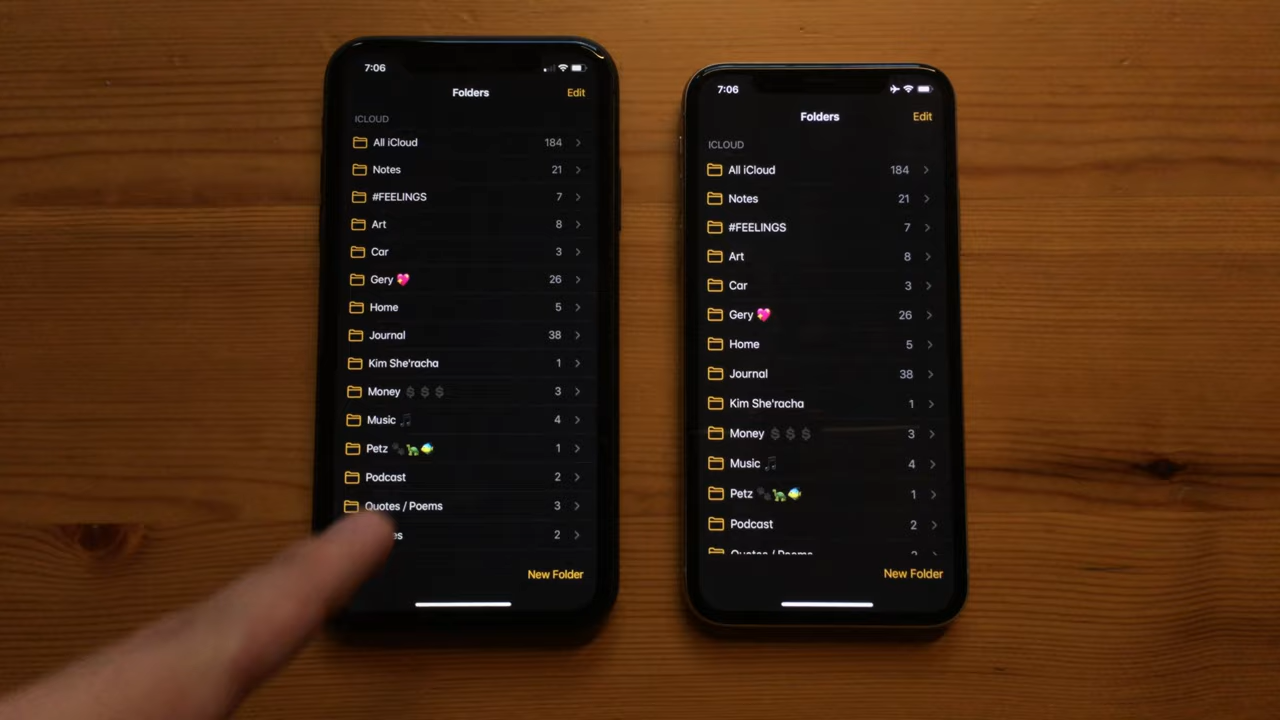 7:06
Folders Edit
ICLOUD
All iCloud 184
Notes 21
#FEELINGS 7
Art 8
Car 3
Gery 💖 26
Home 5
Journal 38
Kim She'racha 1
Money 💲💲💲 3
Music 🎵 4
Petz 🐾🐢🐠 1
Podcast 2
Quotes / Poems 3
2
New Folder
7:06
Folders Edit
ICLOUD
All iCloud 184
Notes 21
#FEELINGS 7
Art 8
Car 3
Gery 💖 26
Home 5
Journal 38
Kim She'racha 1
Money 💲💲💲 3
Music 🎵 4
Petz 🐾🐢🐠 1
Podcast 2
Quotes / Poems
New Folder